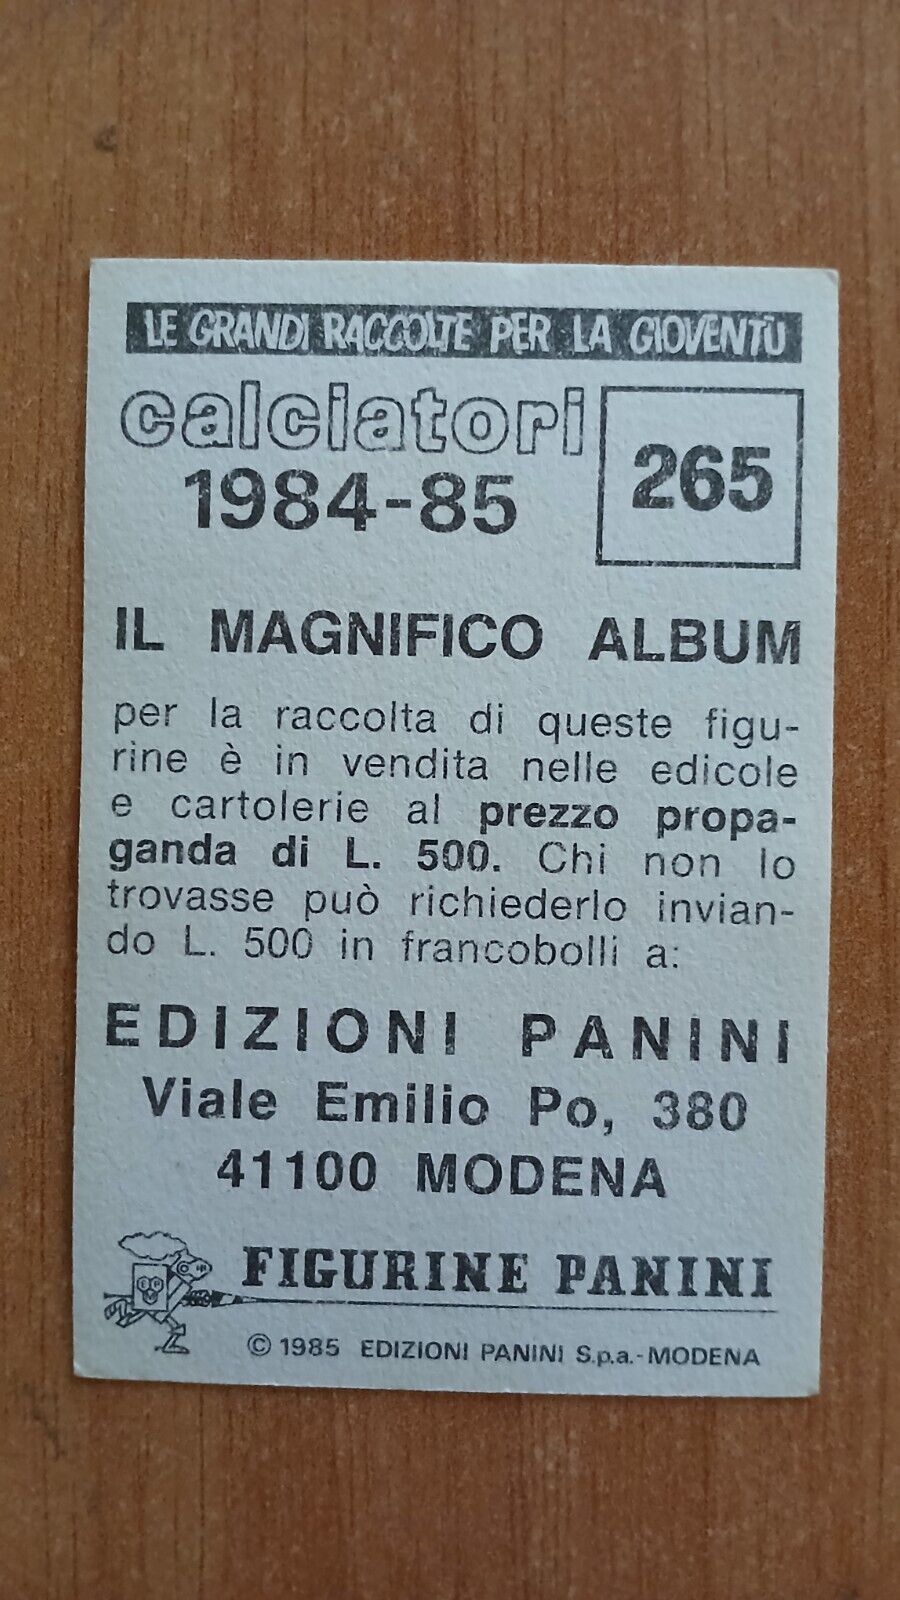 LE GRANDI RACCOLTE PER LA GIOVENTÙ
calciatori
1984-85
265
IL MAGNIFICO ALBUM
per la raccolta di queste figu-
rine è in vendita nelle edicole
e cartolerie al prezzo propa-
ganda di L. 500. Chi non lo
trovasse può richiederlo invian-
do L. 500 in francobolli a:
EDIZIONI PANINI
Viale Emilio Po, 380
41100 MODENA
FIGURINE PANINI
© 1985 EDIZIONI PANINI S.p.a.-MODENA